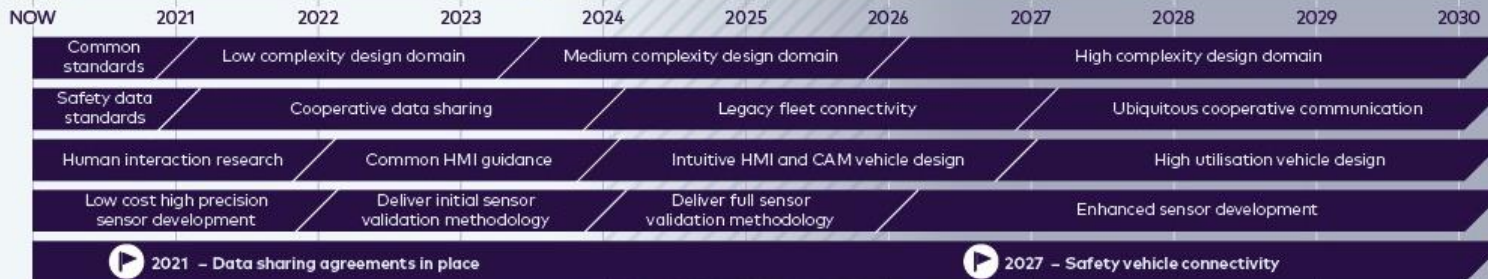 NOW 2021 2022 2023 2024 2025 2026 2027 2028 2029 2030
Common
standards
Low complexity design domain
Medium complexity design domain
High complexity design domain
Safety data
standards
Cooperative data sharing
Legacy fleet connectivity
Ubiquitous cooperative communication
Human interaction research
Common HMI guidance
Intuitive HMI and CAM vehicle design
High utilisation vehicle design
Low cost high precision
sensor development
Deliver initial sensor
validation methodology
Deliver full sensor
validation methodology
Enhanced sensor development
2021 – Data sharing agreements in place
2027 – Safety vehicle connectivity